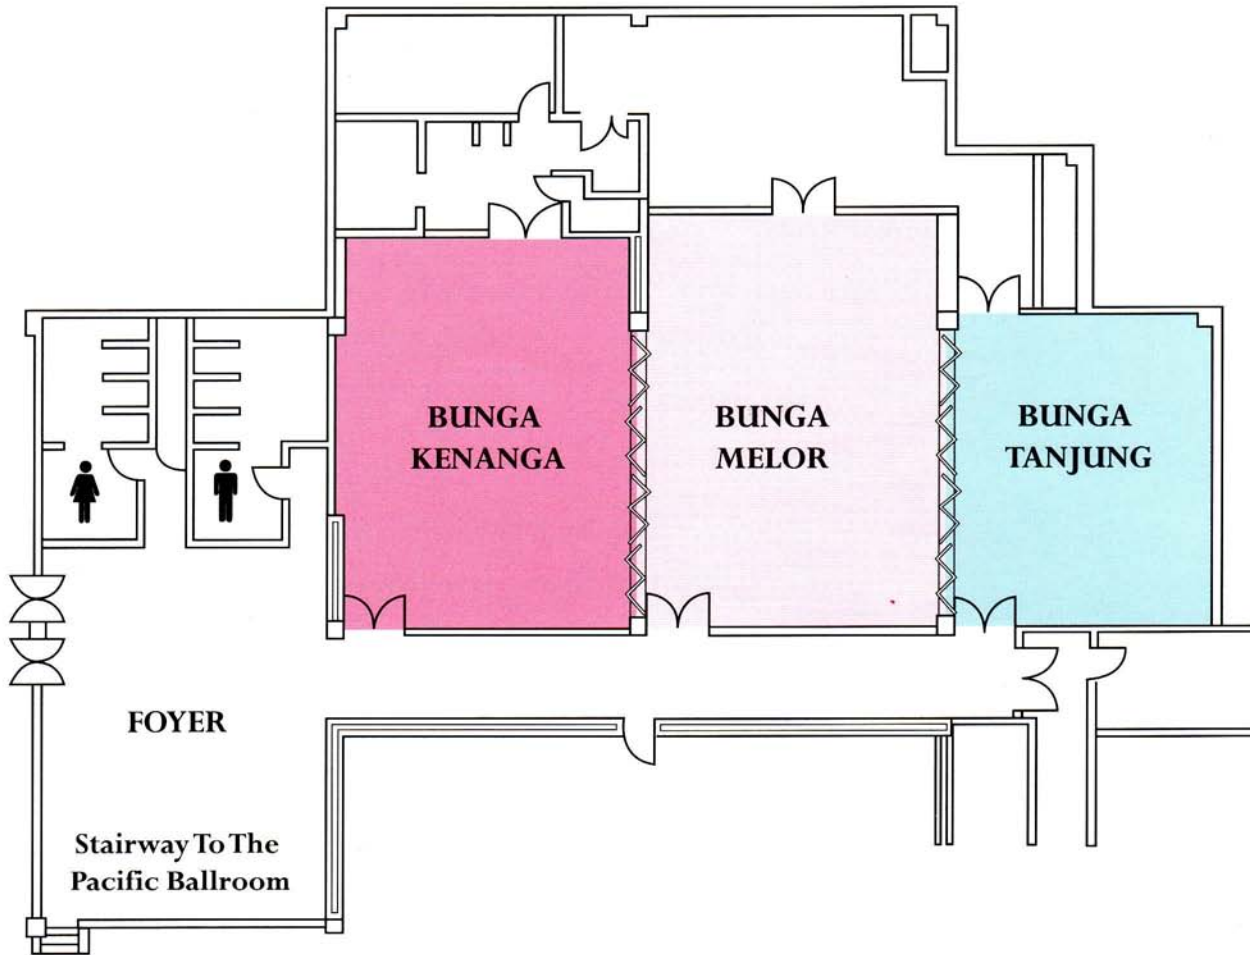 BUNGA
KENANGA
BUNGA
MELOR
BUNGA
TANJUNG
FOYER
Stairway To The
Pacific Ballroom